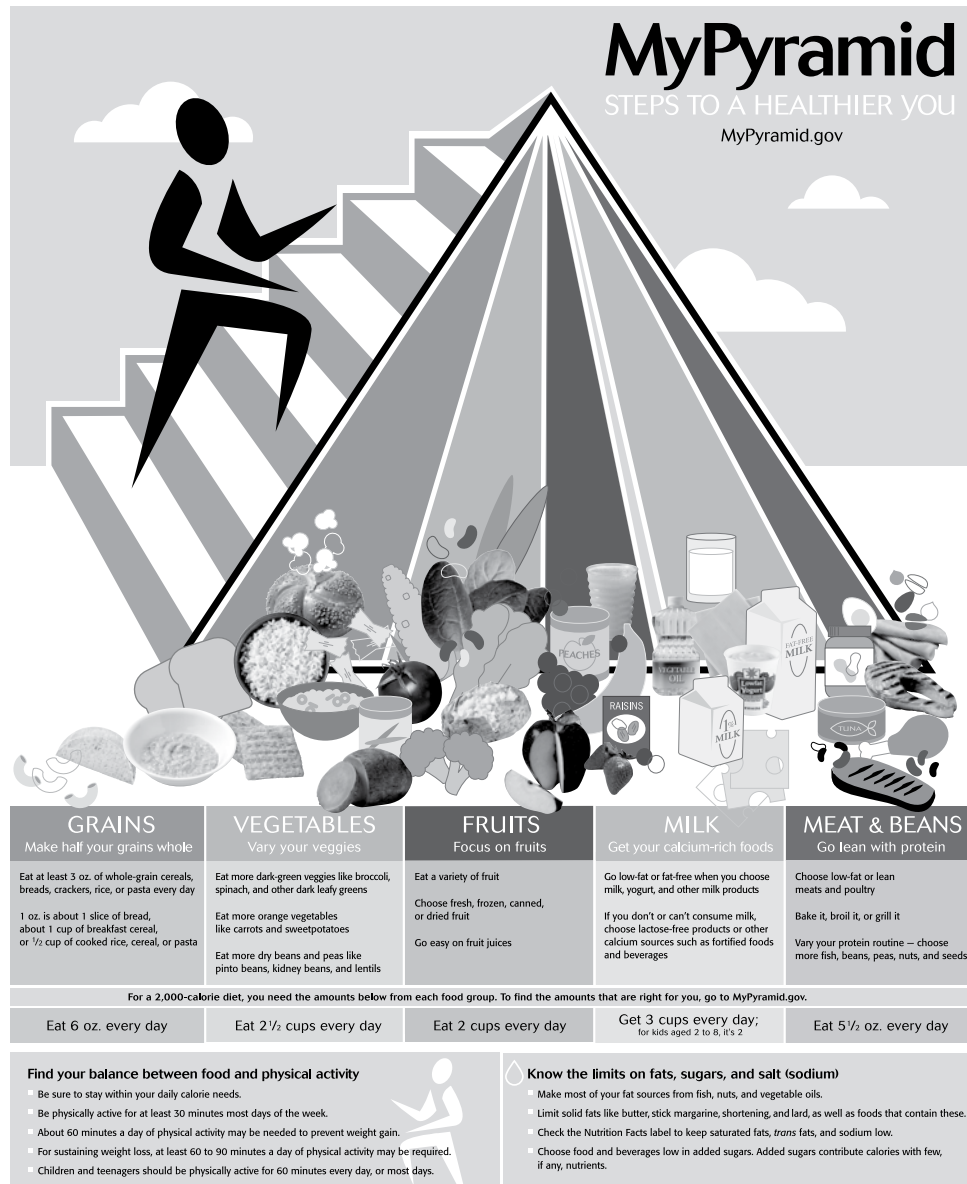 MyPyramid
STEPS TO A HEALTHIER YOU
MyPyramid.gov
PEACHES
VEGETABLE
OIL
RAISINS
FAT-FREE
MILK
Lowfat
Yogurt
1%
MILK
TUNA
GRAINS
Make half your grains whole
Eat at least 3 oz. of whole-grain cereals,
breads, crackers, rice, or pasta every day
1 oz. is about 1 slice of bread,
about 1 cup of breakfast cereal,
or 1/2 cup of cooked rice, cereal, or pasta
VEGETABLES
Vary your veggies
Eat more dark-green veggies like broccoli,
spinach, and other dark leafy greens
Eat more orange vegetables
like carrots and sweetpotatoes
Eat more dry beans and peas like
pinto beans, kidney beans, and lentils
FRUITS
Focus on fruits
Eat a variety of fruit
Choose fresh, frozen, canned,
or dried fruit
Go easy on fruit juices
MILK
Get your calcium-rich foods
Go low-fat or fat-free when you choose
milk, yogurt, and other milk products
If you don't or can't consume milk,
choose lactose-free products or other
calcium sources such as fortified foods
and beverages
MEAT & BEANS
Go lean with protein
Choose low-fat or lean
meats and poultry
Bake it, broil it, or grill it
Vary your protein routine — choose
more fish, beans, peas, nuts, and seeds
For a 2,000-calorie diet, you need the amounts below from each food group. To find the amounts that are right for you, go to MyPyramid.gov.
Eat 6 oz. every day
Eat 2 1/2 cups every day
Eat 2 cups every day
Get 3 cups every day;
for kids aged 2 to 8, it's 2
Eat 5 1/2 oz. every day
Find your balance between food and physical activity
Be sure to stay within your daily calorie needs.
Be physically active for at least 30 minutes most days of the week.
About 60 minutes a day of physical activity may be needed to prevent weight gain.
For sustaining weight loss, at least 60 to 90 minutes a day of physical activity may be required.
Children and teenagers should be physically active for 60 minutes every day, or most days.
Know the limits on fats, sugars, and salt (sodium)
Make most of your fat sources from fish, nuts, and vegetable oils.
Limit solid fats like butter, stick margarine, shortening, and lard, as well as foods that contain these.
Check the Nutrition Facts label to keep saturated fats, trans fats, and sodium low.
Choose food and beverages low in added sugars. Added sugars contribute calories with few,
if any, nutrients.